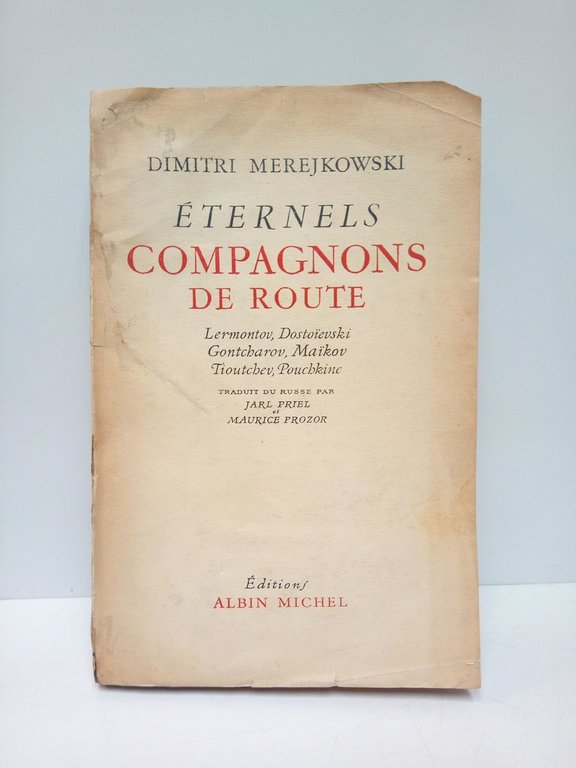 DIMITRI MEREJKOWSKI
ÉTERNELS
COMPAGNONS
DE ROUTE
Lermontov, Dostoïevski
Gontcharov, Maïkov
Tioutchev, Pouchkine
TRADUIT DU RUSSE PAR
JARL PRIEL
et
MAURICE PROZOR
Éditions
ALBIN MICHEL